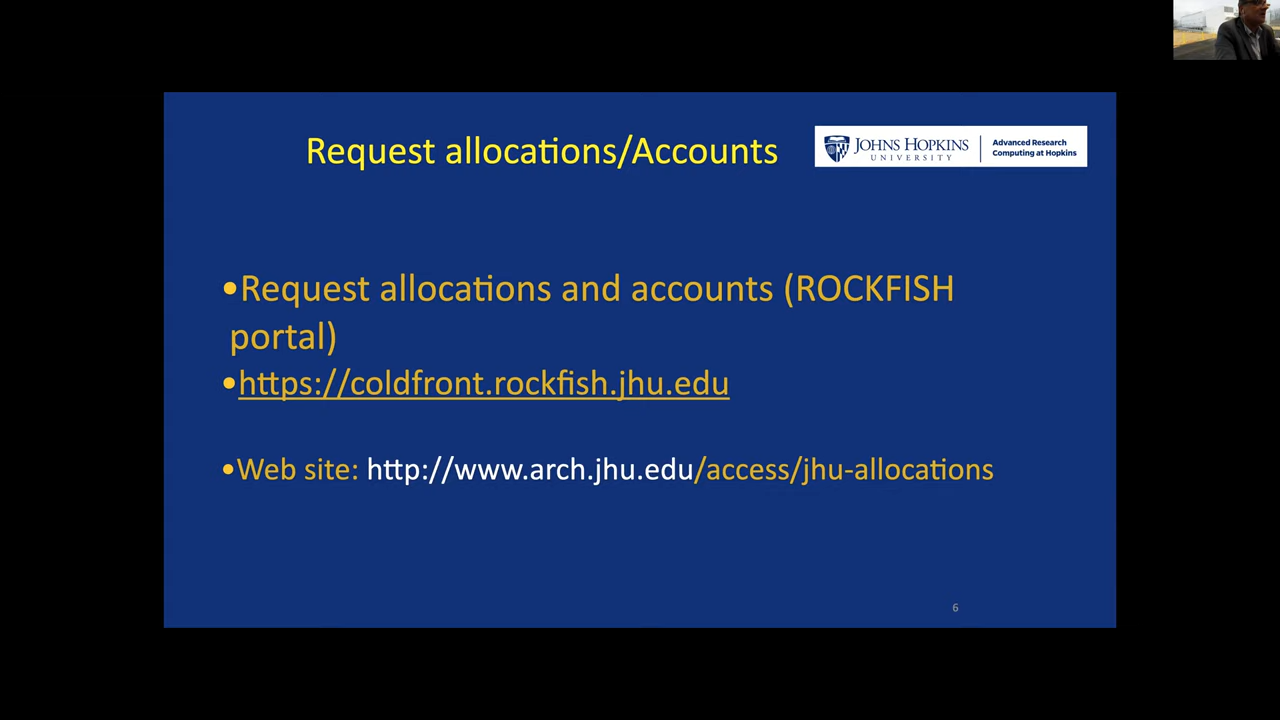 Request allocations/Accounts
JOHNS HOPKINS
UNIVERSITY
Advanced Research
Computing at Hopkins
•Request allocations and accounts (ROCKFISH
portal)
•https://coldfront.rockfish.jhu.edu
•Web site: http://www.arch.jhu.edu/access/jhu-allocations
6